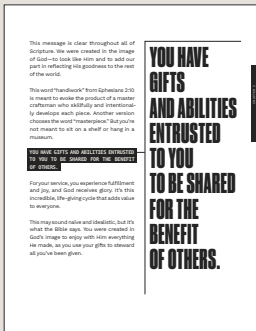 This message is clear throughout all of
Scripture. We were created in the image
of God—to look like Him and to add our
part in reflecting His goodness to the rest
of the world.
This word "handiwork" from Ephesians 2:10
is meant to evoke the product of a master
craftsman who skillfully and intentional-
ly develops each piece. Another version
chooses the word "masterpiece." But you're
not meant to sit on a shelf or hang in a
museum.
YOU HAVE GIFTS AND ABILITIES ENTRUSTED
TO YOU TO BE SHARED FOR THE BENEFIT
OF OTHERS.
For your service, you experience fulfillment
and joy, and God receives glory. It's this
incredible, life-giving cycle that adds value
to everyone.
This may sound naive and idealistic, but it's
what the Bible says. You were created in
God's image to enjoy with Him everything
He made, as you use your gifts to steward
all you've been given.
YOU HAVE
GIFTS
AND ABILITIES
ENTRUSTED
TO YOU
TO BE SHARED
FOR THE
BENEFIT
OF OTHERS.